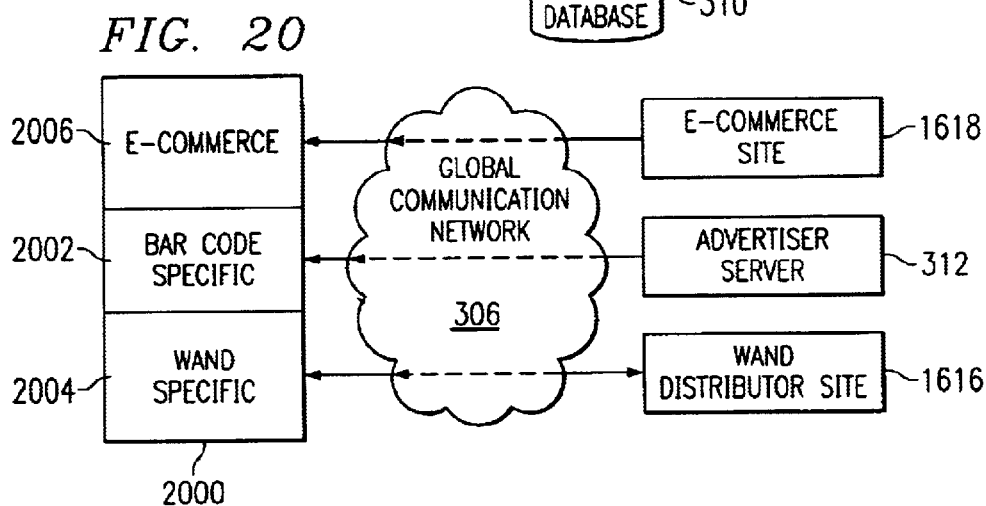 DATABASE
310
FIG. 20
2006
E-COMMERCE
2002
BAR CODE
SPECIFIC
2004
WAND
SPECIFIC
2000
GLOBAL
COMMUNICATION
NETWORK
306
E-COMMERCE
SITE
1618
ADVERTISER
SERVER
312
WAND
DISTRIBUTOR SITE
1616